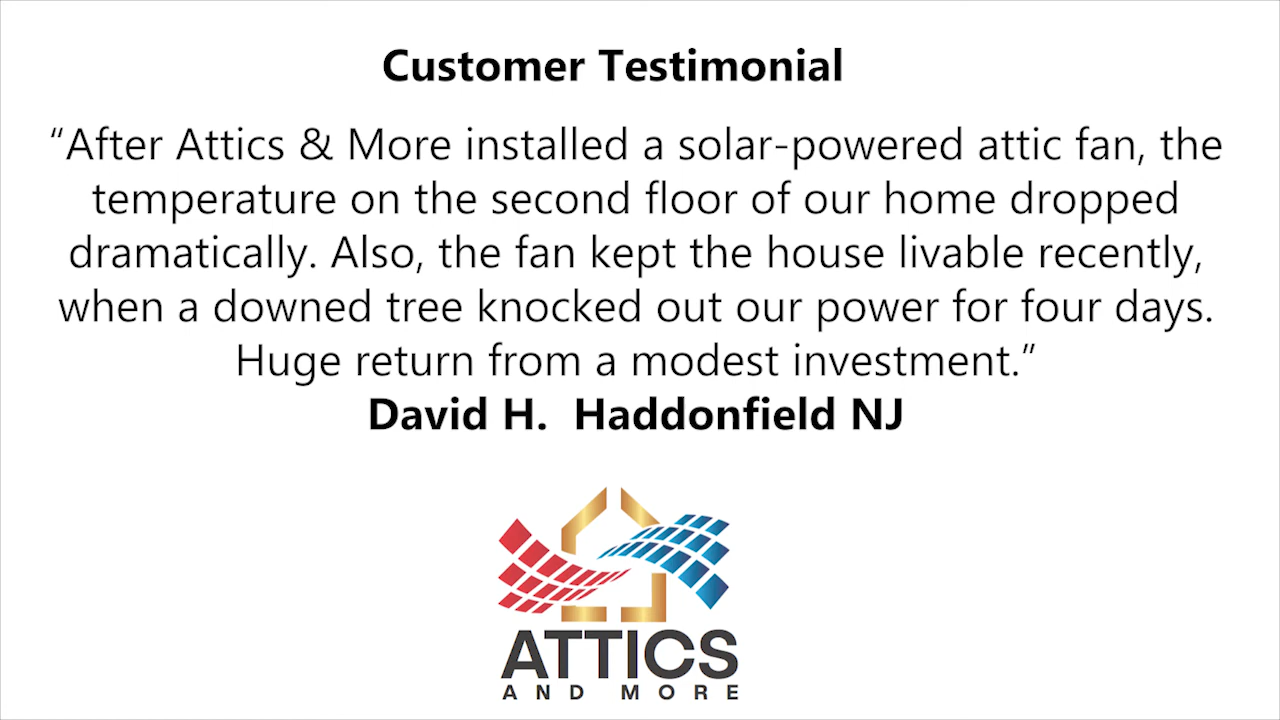 Customer Testimonial
“After Attics & More installed a solar-powered attic fan, the
temperature on the second floor of our home dropped
dramatically. Also, the fan kept the house livable recently,
when a downed tree knocked out our power for four days.
Huge return from a modest investment.”
David H.  Haddonfield NJ
ATTICS
AND MORE